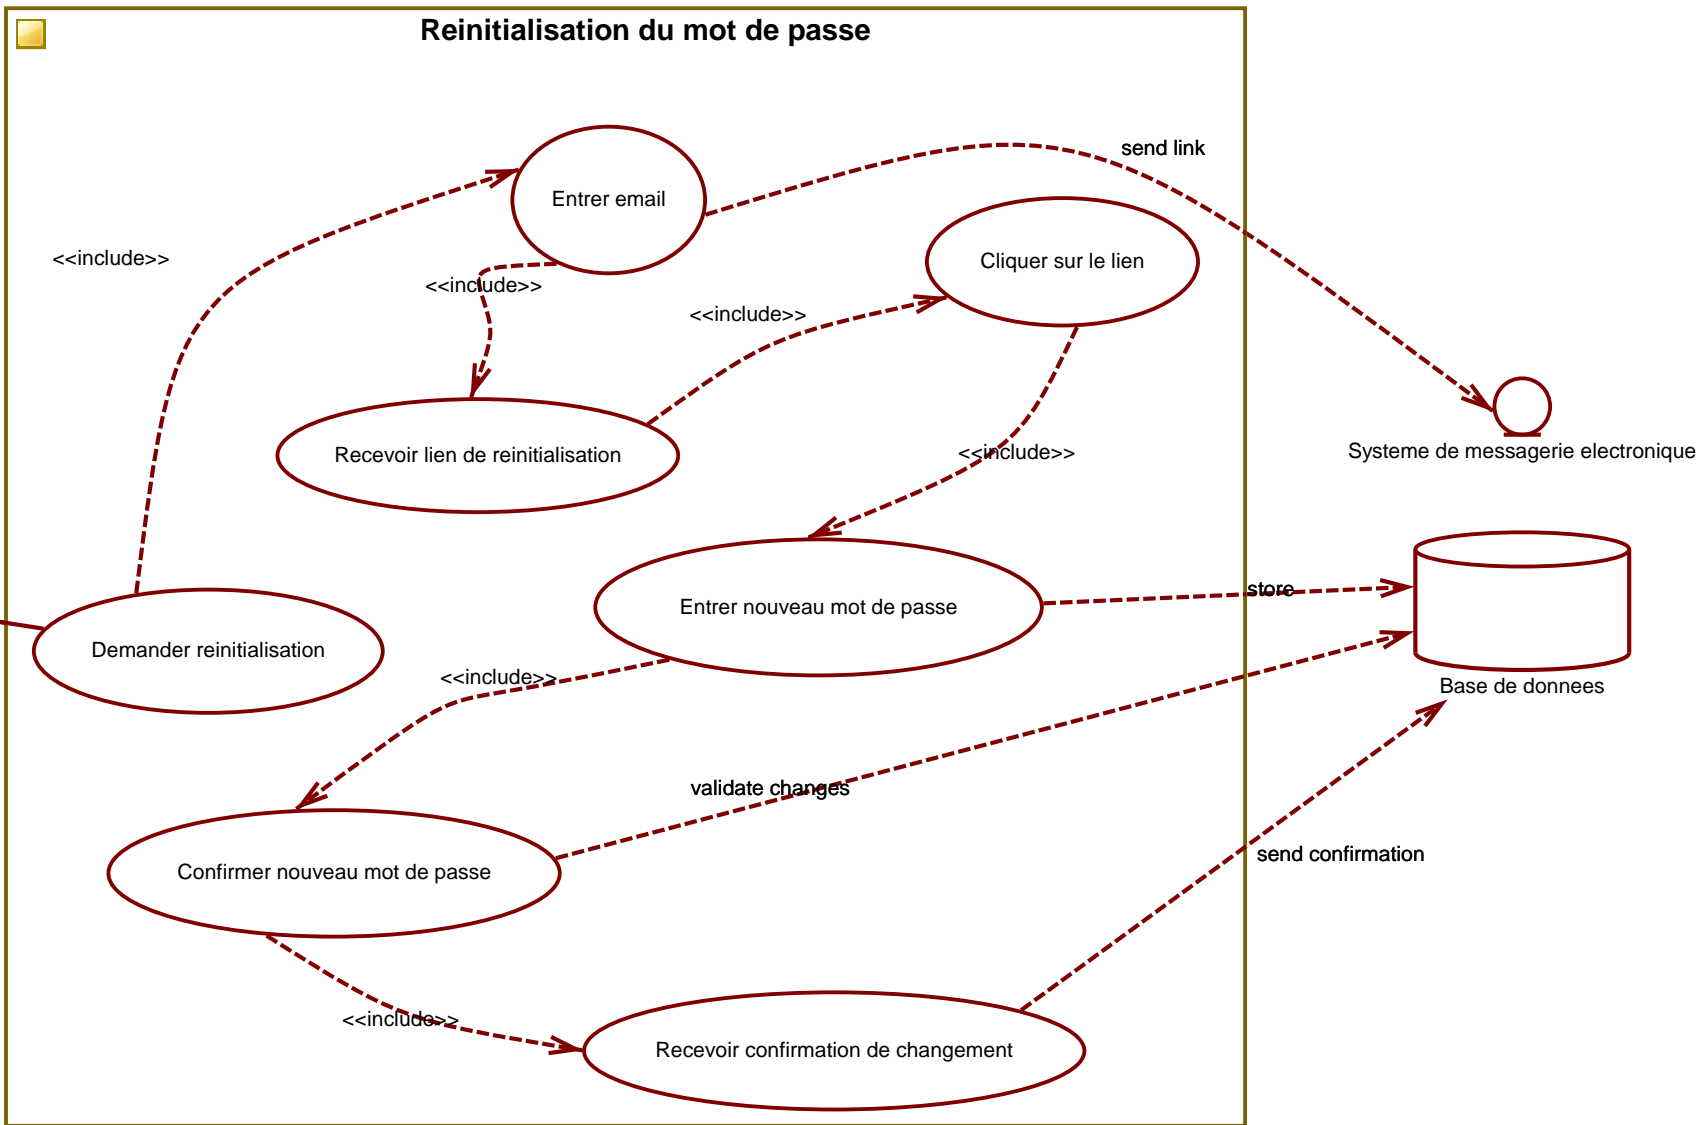 Reinitialisation du mot de passe
send link
Entrer email
<<include>>
Cliquer sur le lien
<<include>>
<<include>>
Systeme de messagerie electronique
Recevoir lien de reinitialisation
<<include>>
store
Entrer nouveau mot de passe
Demander reinitialisation
<<include>>
Base de donnees
validate changes
send confirmation
Confirmer nouveau mot de passe
<<include>>
Recevoir confirmation de changement